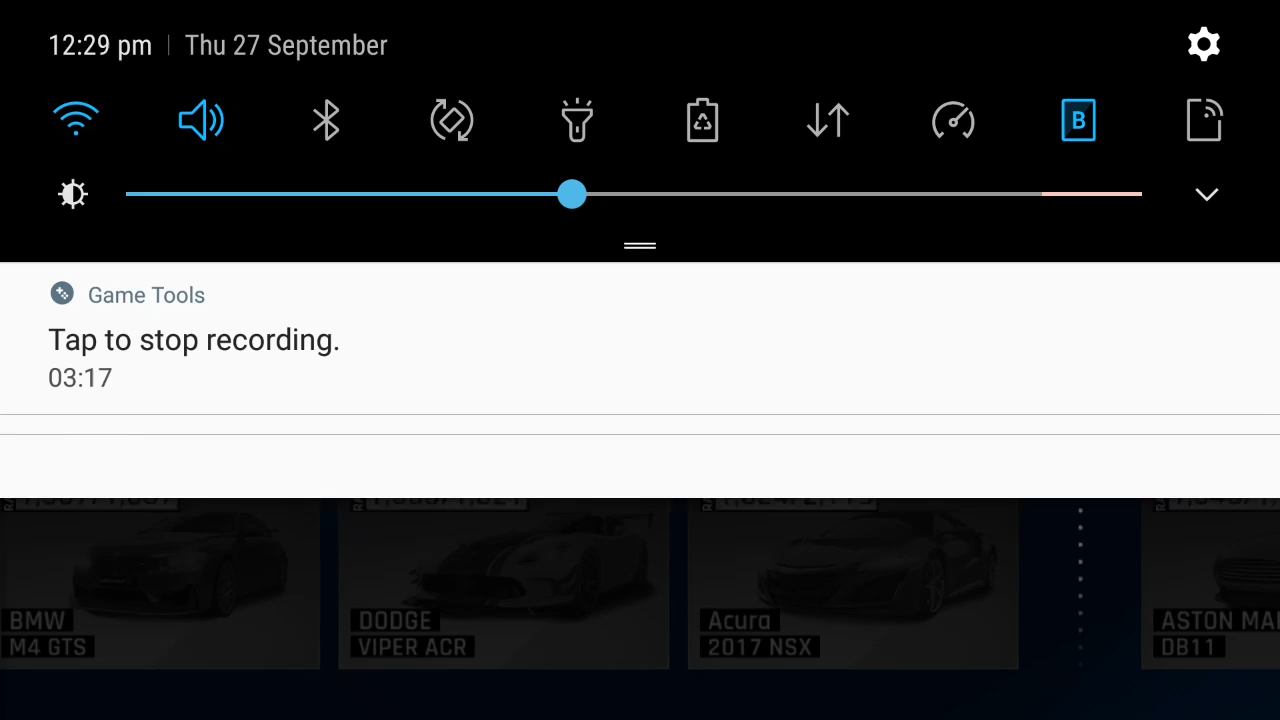 12:29 pm | Thu 27 September
B
Game Tools
Tap to stop recording.
03:17
BMW
M4 GTS
DODGE
VIPER ACR
Acura
2017 NSX
DB11
ASTON